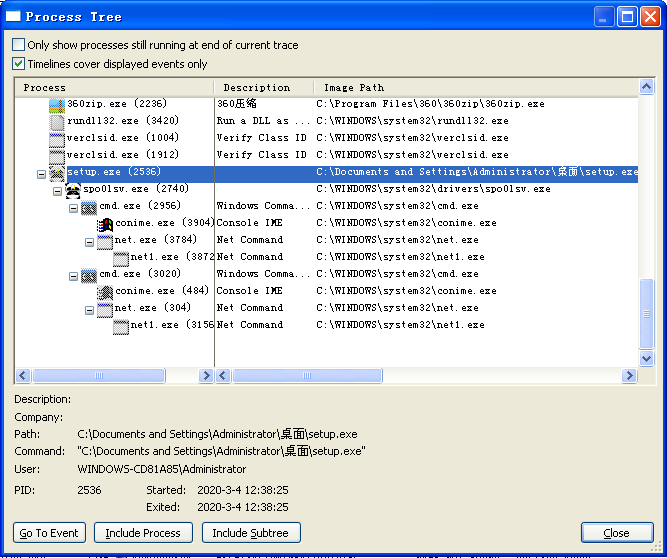 Process Tree
Only show processes still running at end of current trace
Timelines cover displayed events only
Process Description Image Path
360zip.exe (2236) 360压缩 C:\Program Files\360\360zip\360zip.exe
rundll32.exe (3420) Run a DLL as ... C:\WINDOWS\system32\rundll32.exe
verclsid.exe (1004) Verify Class ID C:\WINDOWS\system32\verclsid.exe
verclsid.exe (1912) Verify Class ID C:\WINDOWS\system32\verclsid.exe
setup.exe (2536) C:\Documents and Settings\Administrator\桌面\setup.exe
spo0lsv.exe (2740) C:\WINDOWS\system32\drivers\spo0lsv.exe
cmd.exe (2956) Windows Comma... C:\WINDOWS\system32\cmd.exe
conime.exe (3904) Console IME C:\WINDOWS\system32\conime.exe
net.exe (3784) Net Command C:\WINDOWS\system32\net.exe
net1.exe (3872 Net Command C:\WINDOWS\system32\net1.exe
cmd.exe (3020) Windows Comma... C:\WINDOWS\system32\cmd.exe
conime.exe (484) Console IME C:\WINDOWS\system32\conime.exe
net.exe (304) Net Command C:\WINDOWS\system32\net.exe
net1.exe (3156 Net Command C:\WINDOWS\system32\net1.exe
Description:
Company:
Path: C:\Documents and Settings\Administrator\桌面\setup.exe
Command: "C:\Documents and Settings\Administrator\桌面\setup.exe"
User: WINDOWS-CD81A85\Administrator
PID: 2536 Started: 2020-3-4 12:38:25
Exited: 2020-3-4 12:38:25
Go To Event Include Process Include Subtree Close